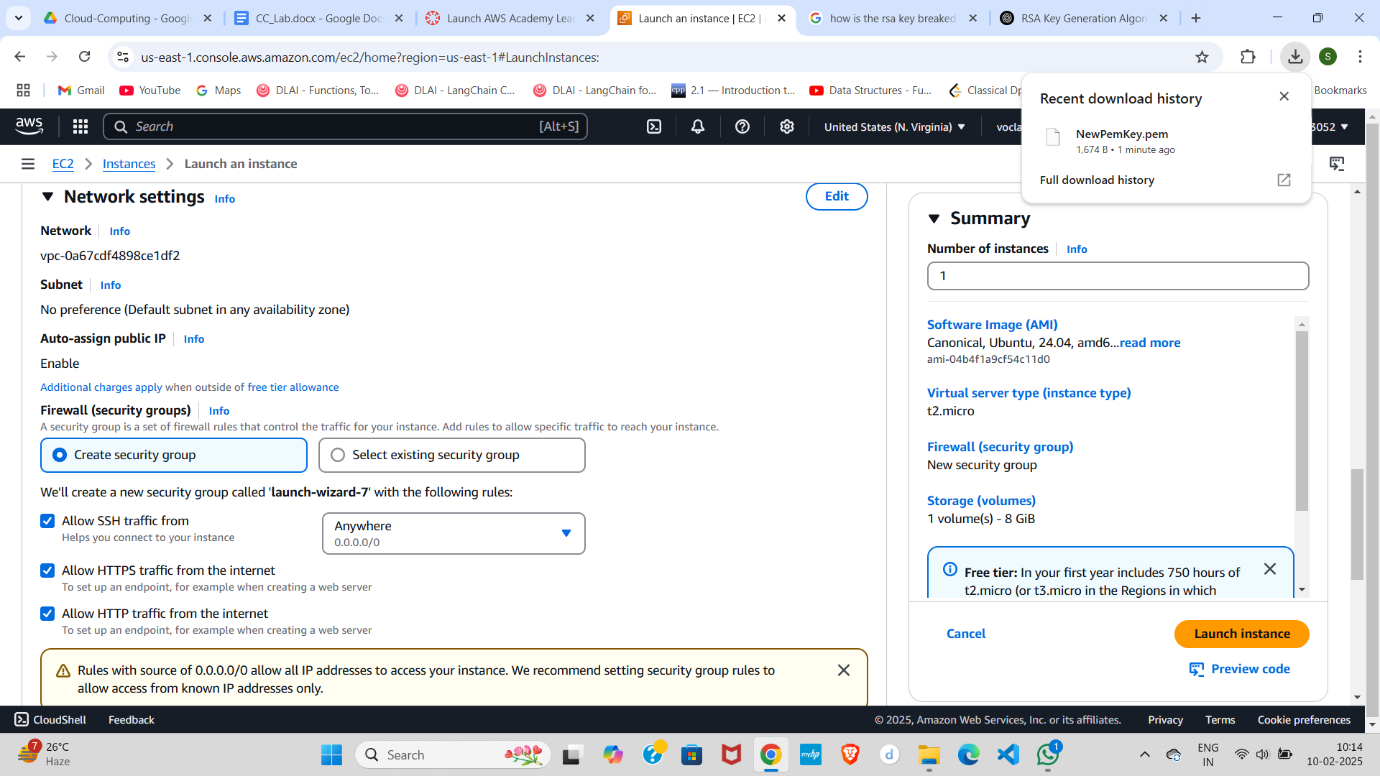 Cloud-Computing - Googl
CC_Lab.docx - Google Doc
Launch AWS Academy Lea
Launch an instance | EC2 |
how is the rsa key breaked
RSA Key Generation Algor
us-east-1.console.aws.amazon.com/ec2/home?region=us-east-1#LaunchInstances:
S
Gmail
YouTube
Maps
DLAI - Functions, To...
DLAI - LangChain C...
DLAI - LangChain fo...
2.1 — Introduction t...
Data Structures - Fu...
Classical Dp
Bookmarks
Recent download history
NewPemKey.pem
1,674 B • 1 minute ago
Full download history
aws
Search
[Alt+S]
United States (N. Virginia)
vocla
3052
EC2
Instances
Launch an instance
Network settings
Info
Edit
Network
Info
vpc-0a67cdf4898ce1df2
Subnet
Info
No preference (Default subnet in any availability zone)
Auto-assign public IP
Info
Enable
Additional charges apply when outside of free tier allowance
Firewall (security groups)
Info
A security group is a set of firewall rules that control the traffic for your instance. Add rules to allow specific traffic to reach your instance.
Create security group
Select existing security group
We'll create a new security group called 'launch-wizard-7' with the following rules:
Allow SSH traffic from
Helps you connect to your instance
Anywhere
0.0.0.0/0
Allow HTTPS traffic from the internet
To set up an endpoint, for example when creating a web server
Allow HTTP traffic from the internet
To set up an endpoint, for example when creating a web server
Rules with source of 0.0.0.0/0 allow all IP addresses to access your instance. We recommend setting security group rules to
allow access from known IP addresses only.
Summary
Number of instances
Info
1
Software Image (AMI)
Canonical, Ubuntu, 24.04, amd6...read more
ami-04b4f1a9cf54c11d0
Virtual server type (instance type)
t2.micro
Firewall (security group)
New security group
Storage (volumes)
1 volume(s) - 8 GiB
Free tier: In your first year includes 750 hours of
t2.micro (or t3.micro in the Regions in which
Cancel
Launch instance
Preview code
CloudShell
Feedback
© 2025, Amazon Web Services, Inc. or its affiliates.
Privacy
Terms
Cookie preferences
7
26°C
Haze
Search
myhp
d
1
ENG
IN
10:14
10-02-2025